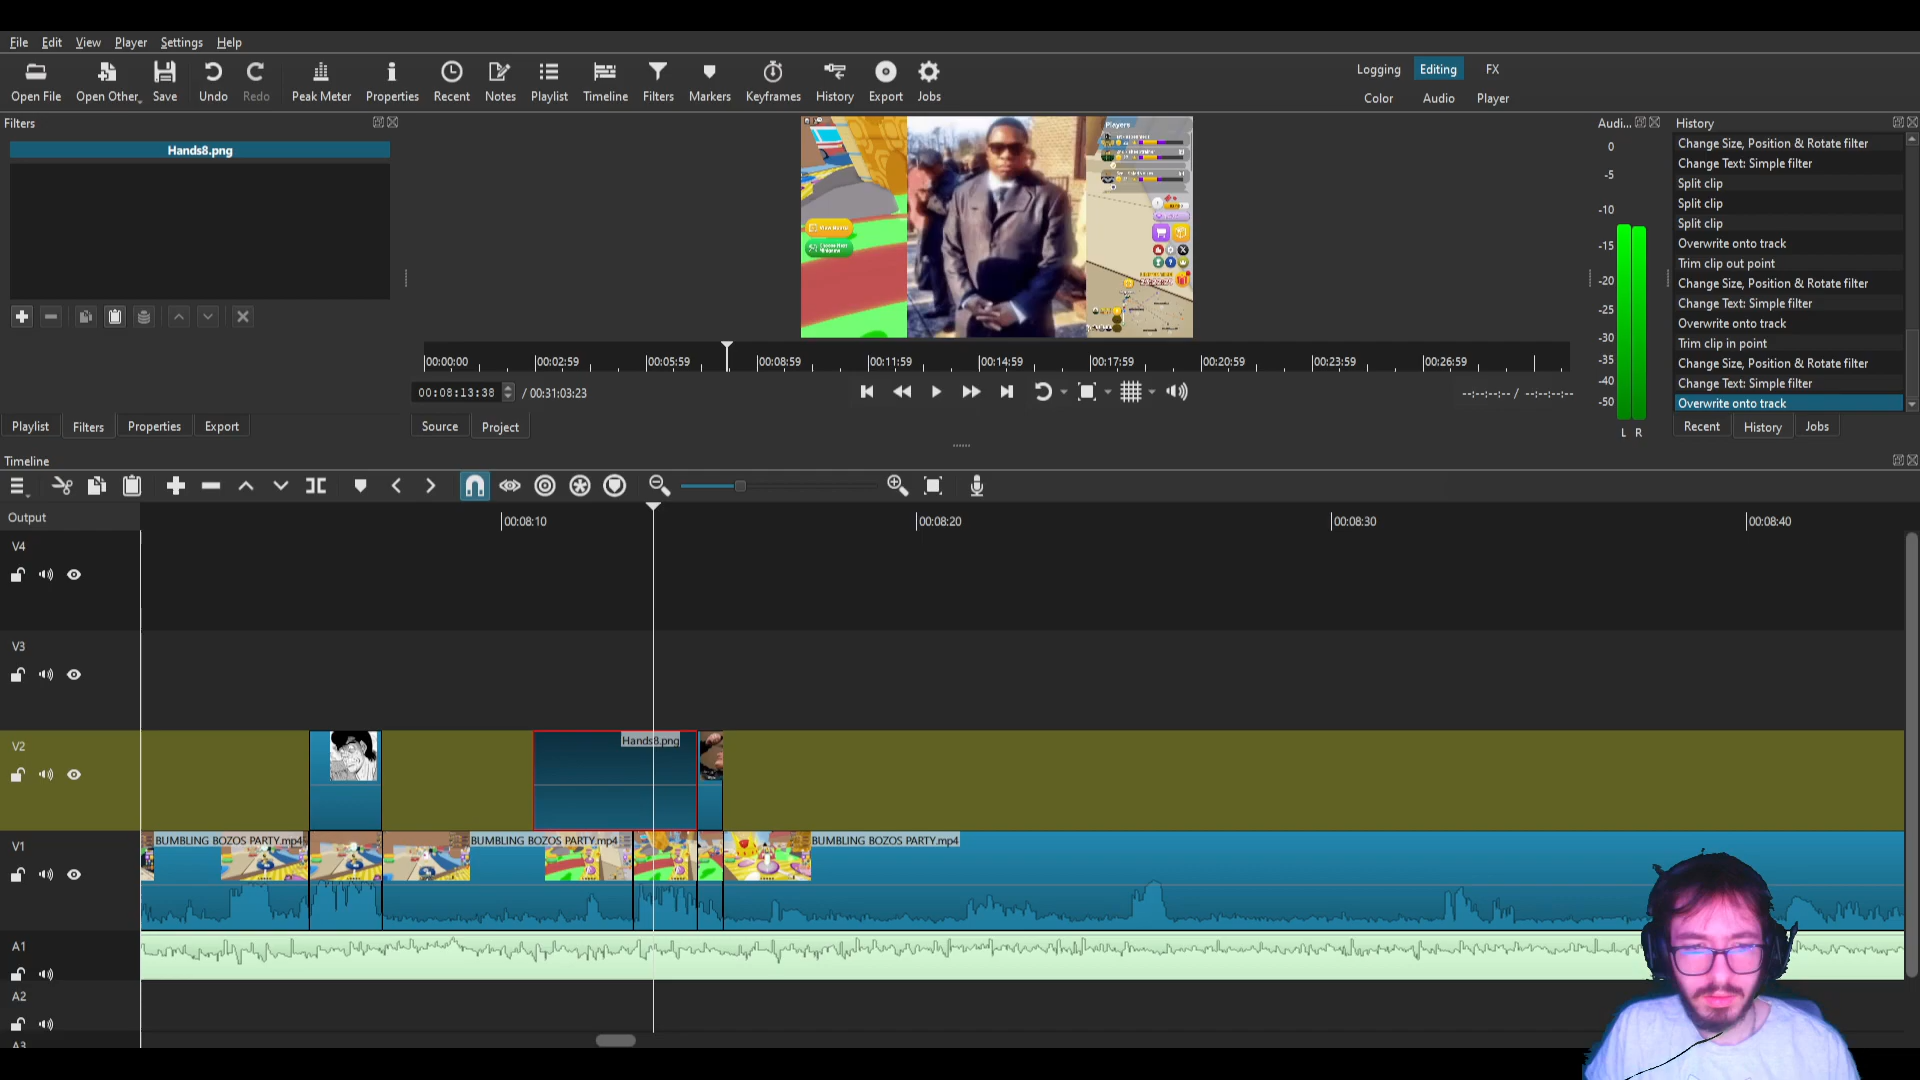 File Edit View Player Settings Help
Open File Open Other Save Undo Redo Peak Meter Properties Recent Notes Playlist Timeline Filters Markers Keyframes History Export Jobs
Logging Editing FX
Color Audio Player
Filters
Hands8.png
Players
00:00:00 00:02:59 00:05:59 00:08:59 00:11:59 00:14:59 00:17:59 00:20:59 00:23:59 00:26:59
00:08:13:38 / 00:31:03:23
--:--:--:-- / --:--:--:--
Playlist Filters Properties Export
Source Project
Audi...
0
-5
-10
-15
-20
-25
-30
-35
-40
-50
L R
History
Change Size, Position & Rotate filter
Change Text: Simple filter
Split clip
Split clip
Split clip
Overwrite onto track
Trim clip out point
Change Size, Position & Rotate filter
Change Text: Simple filter
Overwrite onto track
Trim clip in point
Change Size, Position & Rotate filter
Change Text: Simple filter
Overwrite onto track
Recent History Jobs
Timeline
Output
00:08:10 00:08:20 00:08:30 00:08:40
V4
V3
V2
Hands8.png
V1
BUMBLING BOZOS PARTY.mp4 BUMBLING BOZOS PARTY.mp4 BUMBLING BOZOS PARTY.mp4
A1
A2
A3